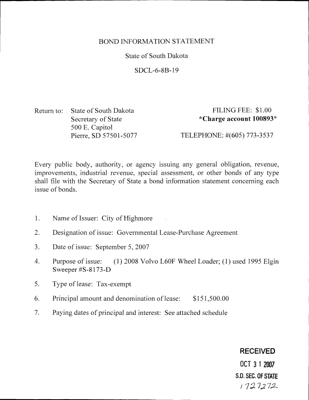 BOND INFORMATION STATEMENT
State of South Dakota
SDCL-6-8B-19
Return to: State of South Dakota
Secretary of State
500 E. Capitol
Pierre, SD 57501-5077
FILING FEE: $1.00
*Charge account 100893*
TELEPHONE: #(605) 773-3537
Every public body, authority, or agency issuing any general obligation, revenue,
improvements, industrial revenue, special assessment, or other bonds of any type
shall file with the Secretary of State a bond information statement concerning each
issue of bonds.
1. Name of Issuer: City of Highmore
2. Designation of issue: Governmental Lease-Purchase Agreement
3. Date of issue: September 5, 2007
4. Purpose of issue: (1) 2008 Volvo L60F Wheel Loader; (1) used 1995 Elgin
Sweeper #S-8173-D
5. Type of lease: Tax-exempt
6. Principal amount and denomination of lease: $151,500.00
7. Paying dates of principal and interest: See attached schedule
RECEIVED
OCT 31 2007
S.D. SEC. OF STATE
1727272